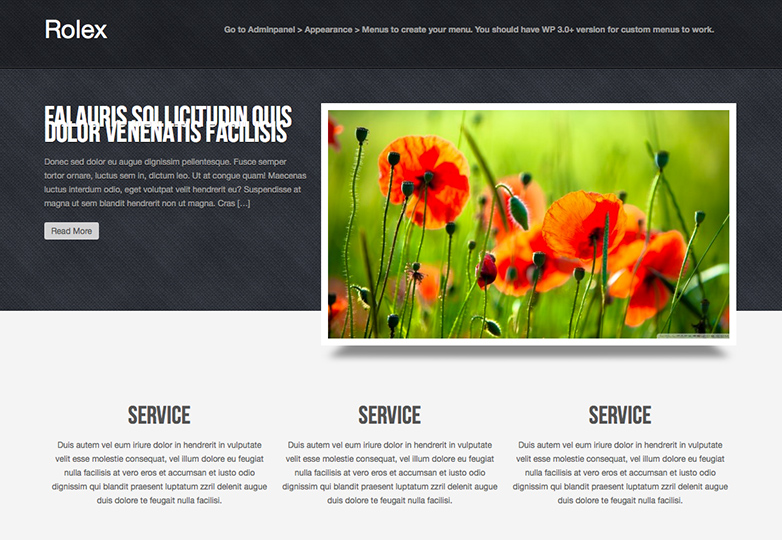 Rolex
Go to Adminpanel > Appearance > Menus to create your menu. You should have WP 3.0+ version for custom menus to work.
FALAURIS SOLLICITUDIN QUIS
DOLOR VENENATIS FACILISIS
Donec sed dolor eu augue dignissim pellentesque. Fusce semper
tortor ornare, luctus sem in, dictum leo. Ut at congue quam! Maecenas
luctus interdum odio, eget volutpat velit hendrerit eu? Suspendisse at
magna ut sem blandit hendrerit non ut magna. Cras [...]
Read More
SERVICE
Duis autem vel eum iriure dolor in hendrerit in vulputate
velit esse molestie consequat, vel illum dolore eu feugiat
nulla facilisis at vero eros et accumsan et iusto odio
dignissim qui blandit praesent luptatum zzril delenit augue
duis dolore te feugait nulla facilisi.
SERVICE
Duis autem vel eum iriure dolor in hendrerit in vulputate
velit esse molestie consequat, vel illum dolore eu feugiat
nulla facilisis at vero eros et accumsan et iusto odio
dignissim qui blandit praesent luptatum zzril delenit augue
duis dolore te feugait nulla facilisi.
SERVICE
Duis autem vel eum iriure dolor in hendrerit in vulputate
velit esse molestie consequat, vel illum dolore eu feugiat
nulla facilisis at vero eros et accumsan et iusto odio
dignissim qui blandit praesent luptatum zzril delenit augue
duis dolore te feugait nulla facilisi.